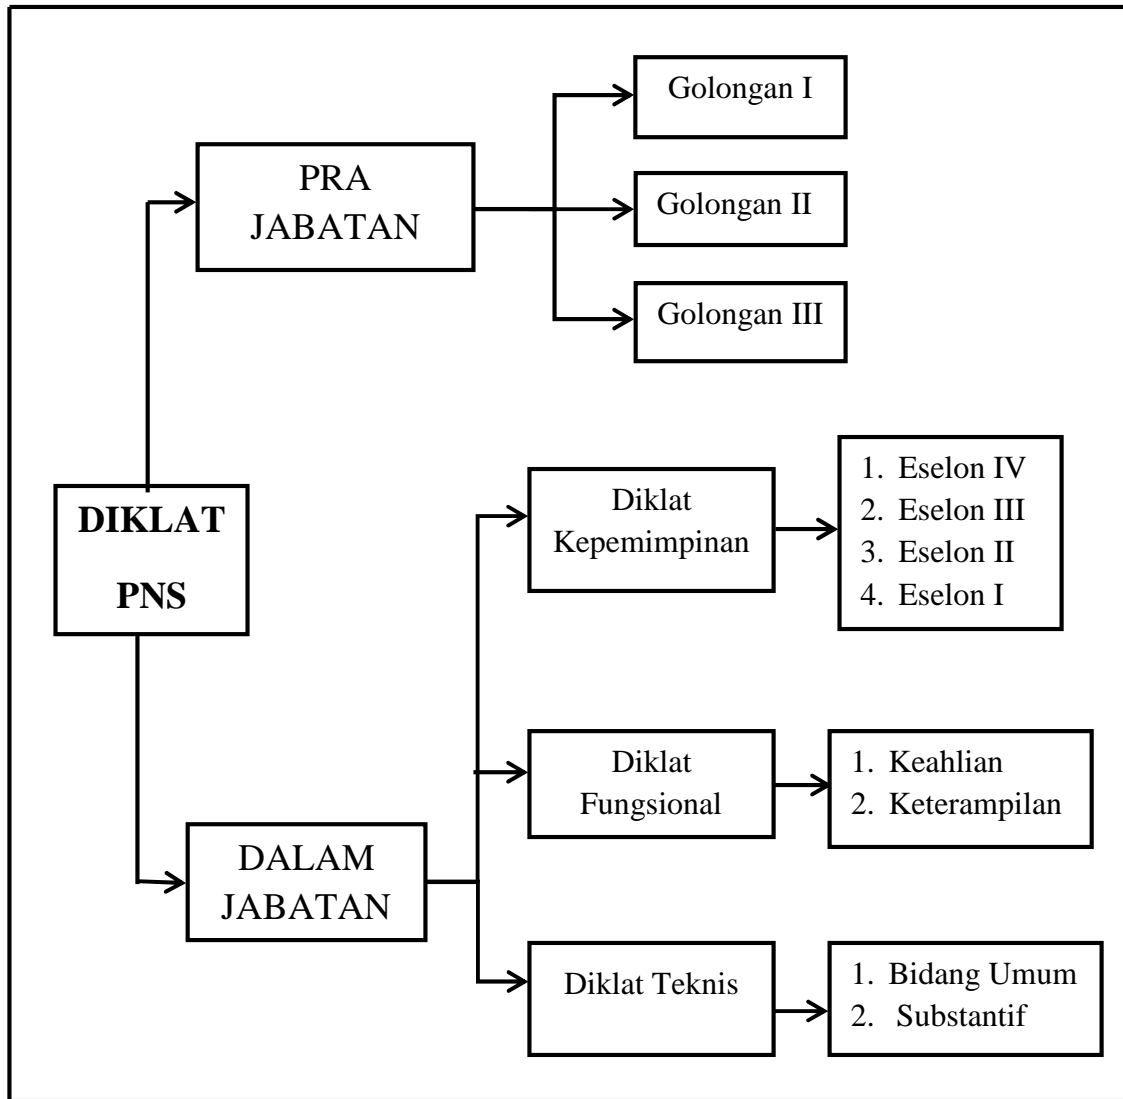 Golongan I
PRA
JABATAN
Golongan II
Golongan III
DIKLAT
PNS
Diklat
Kepemimpinan
1. Eselon IV
2. Eselon III
3. Eselon II
4. Eselon I
Diklat
Fungsional
1. Keahlian
2. Keterampilan
DALAM
JABATAN
Diklat Teknis
1. Bidang Umum
2. Substantif